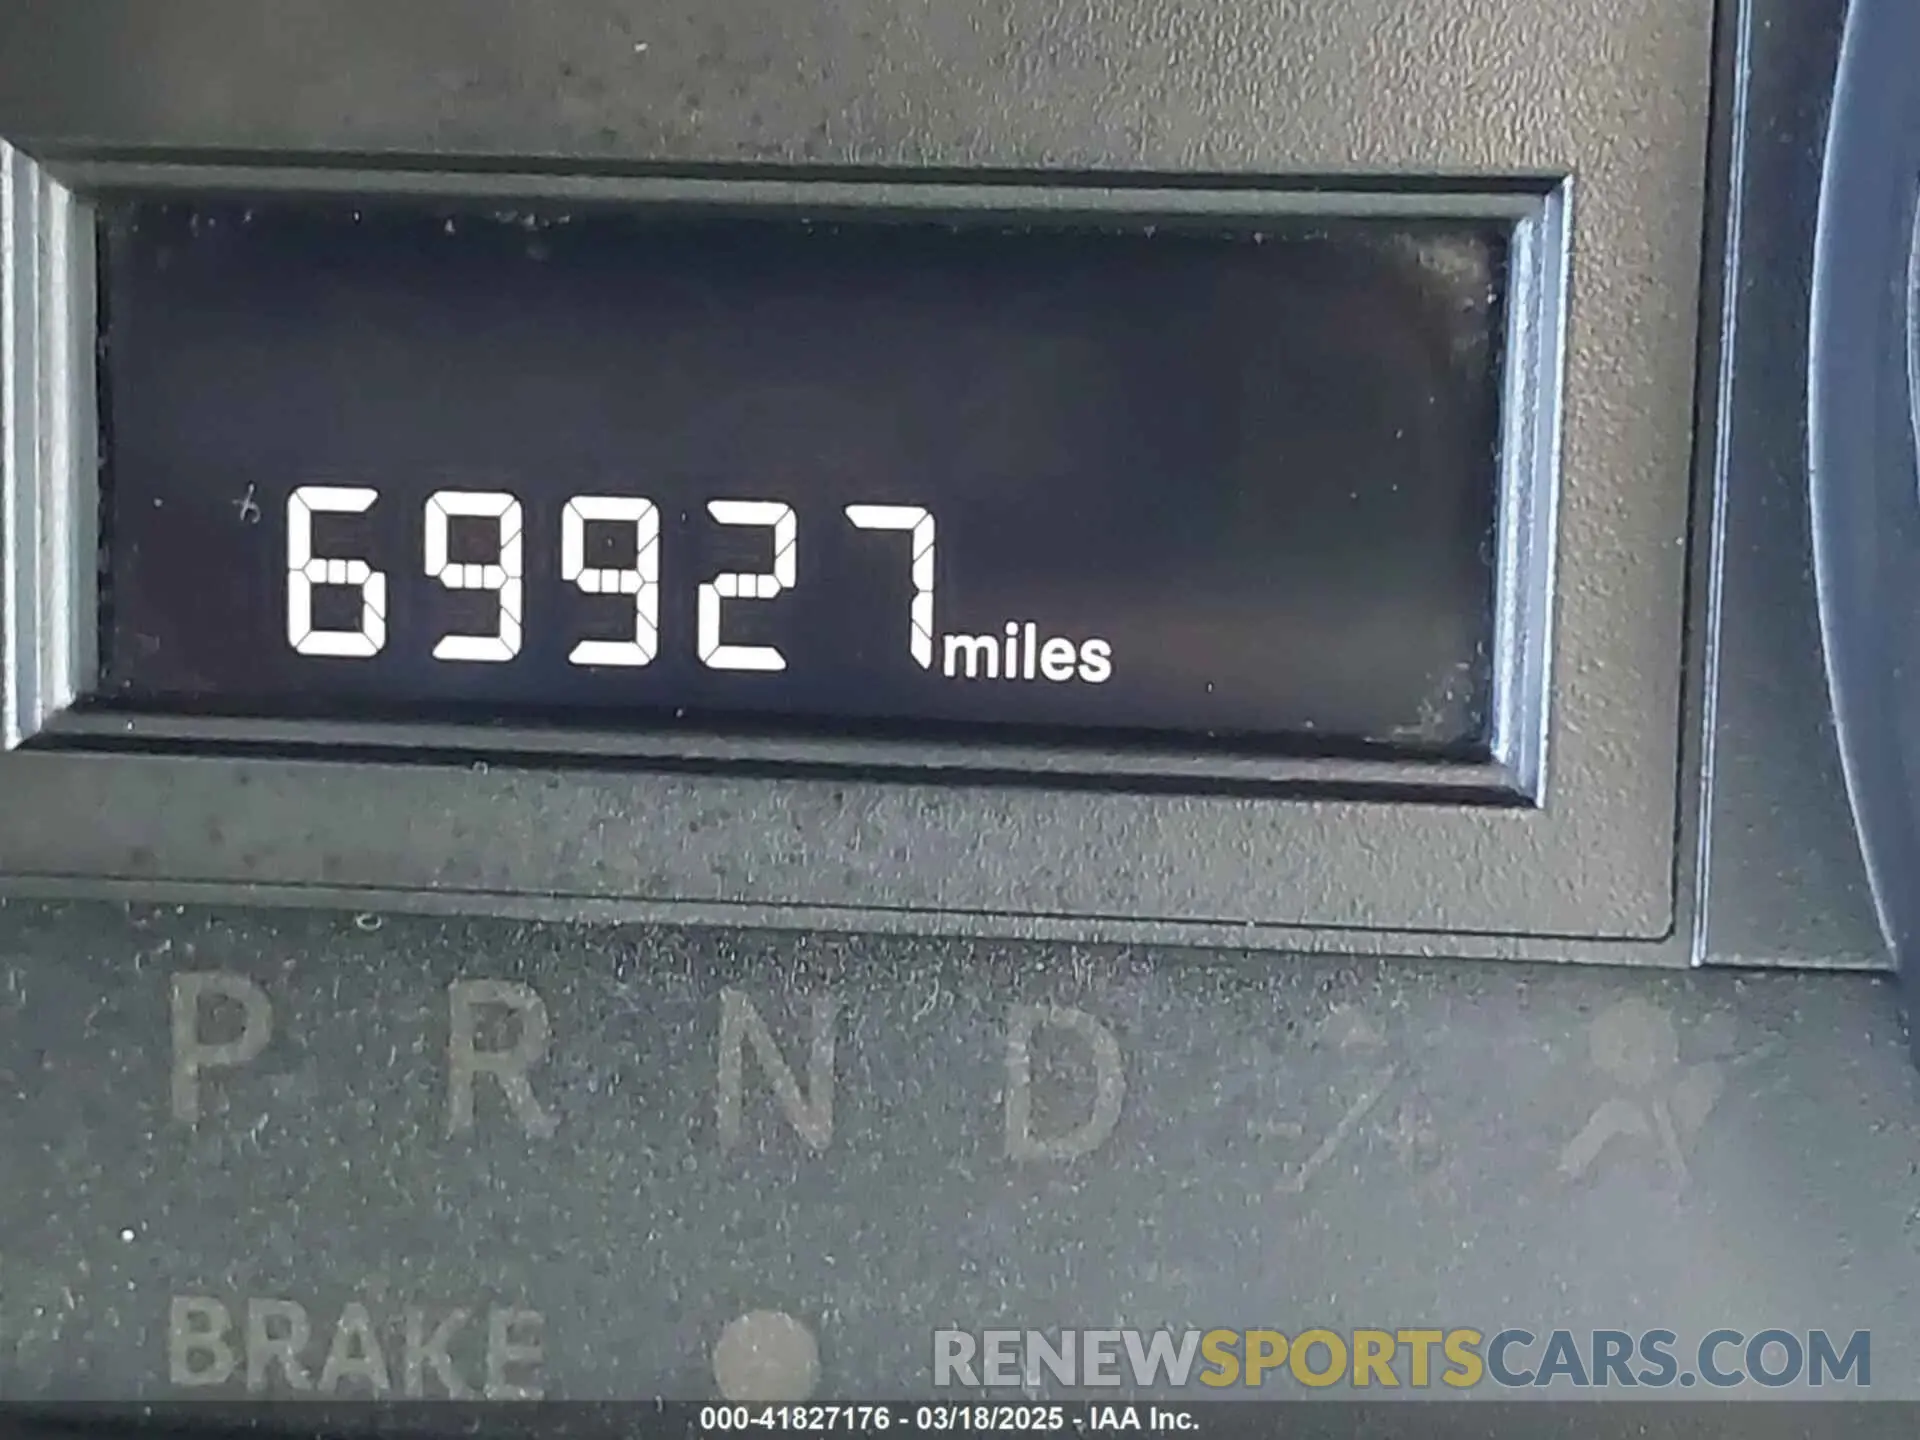 69927 miles
P R N D
BRAKE
RENEWSPORTSCARS.COM
000-41827176 - 03/18/2025 - IAA Inc.